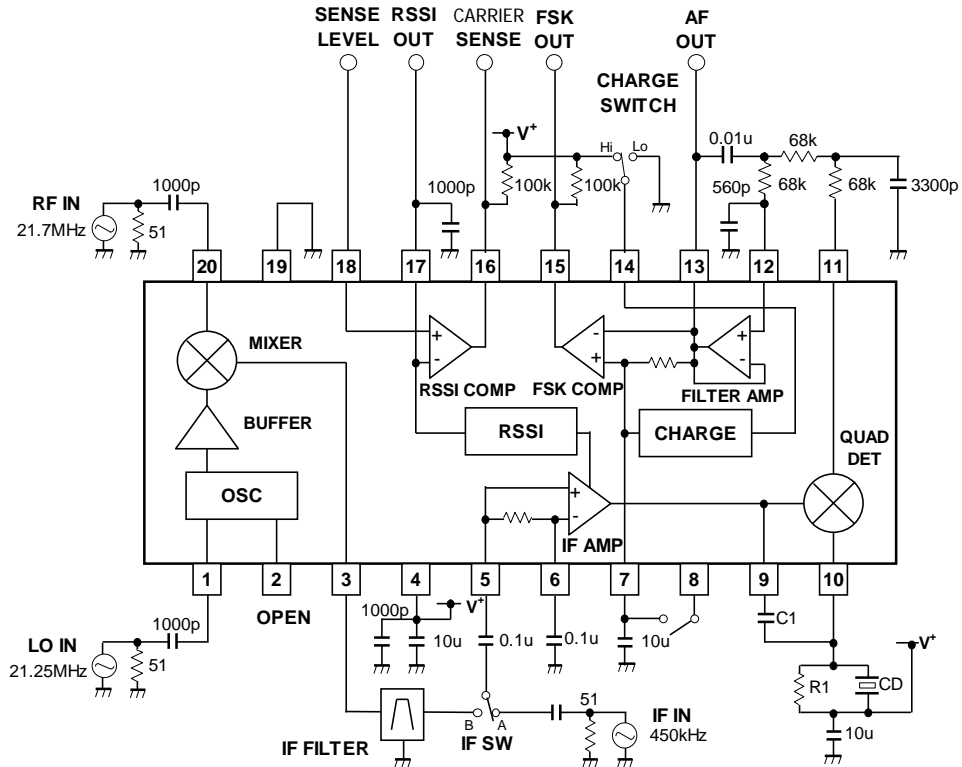 SENSE LEVEL
RSSI OUT
CARRIER SENSE
FSK OUT
AF OUT
CHARGE SWITCH
V+
Hi
Lo
0.01u
68k
1000p
100k
100k
560p
68k
68k
3300p
RF IN
21.7MHz
1000p
51
20
19
18
17
16
15
14
13
12
11
MIXER
+
-
RSSI COMP
-
+
FSK COMP
+
-
FILTER AMP
BUFFER
RSSI
CHARGE
QUAD DET
OSC
+
-
IF AMP
1
2
3
4
5
6
7
8
9
10
OPEN
LO IN
21.25MHz
1000p
51
1000p
V+
10u
0.1u
0.1u
10u
C1
V+
R1
CD
10u
IF FILTER
B
A
IF SW
51
IF IN
450kHz